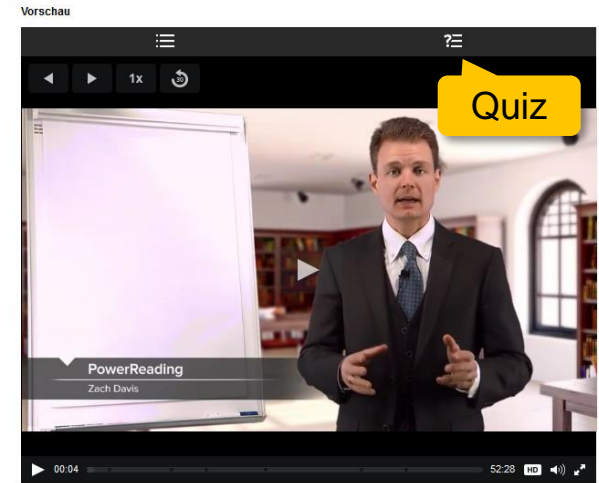 Vorschau
?
Quiz
1x
30
PowerReading
Zach Davis
00:04
52:28
HD